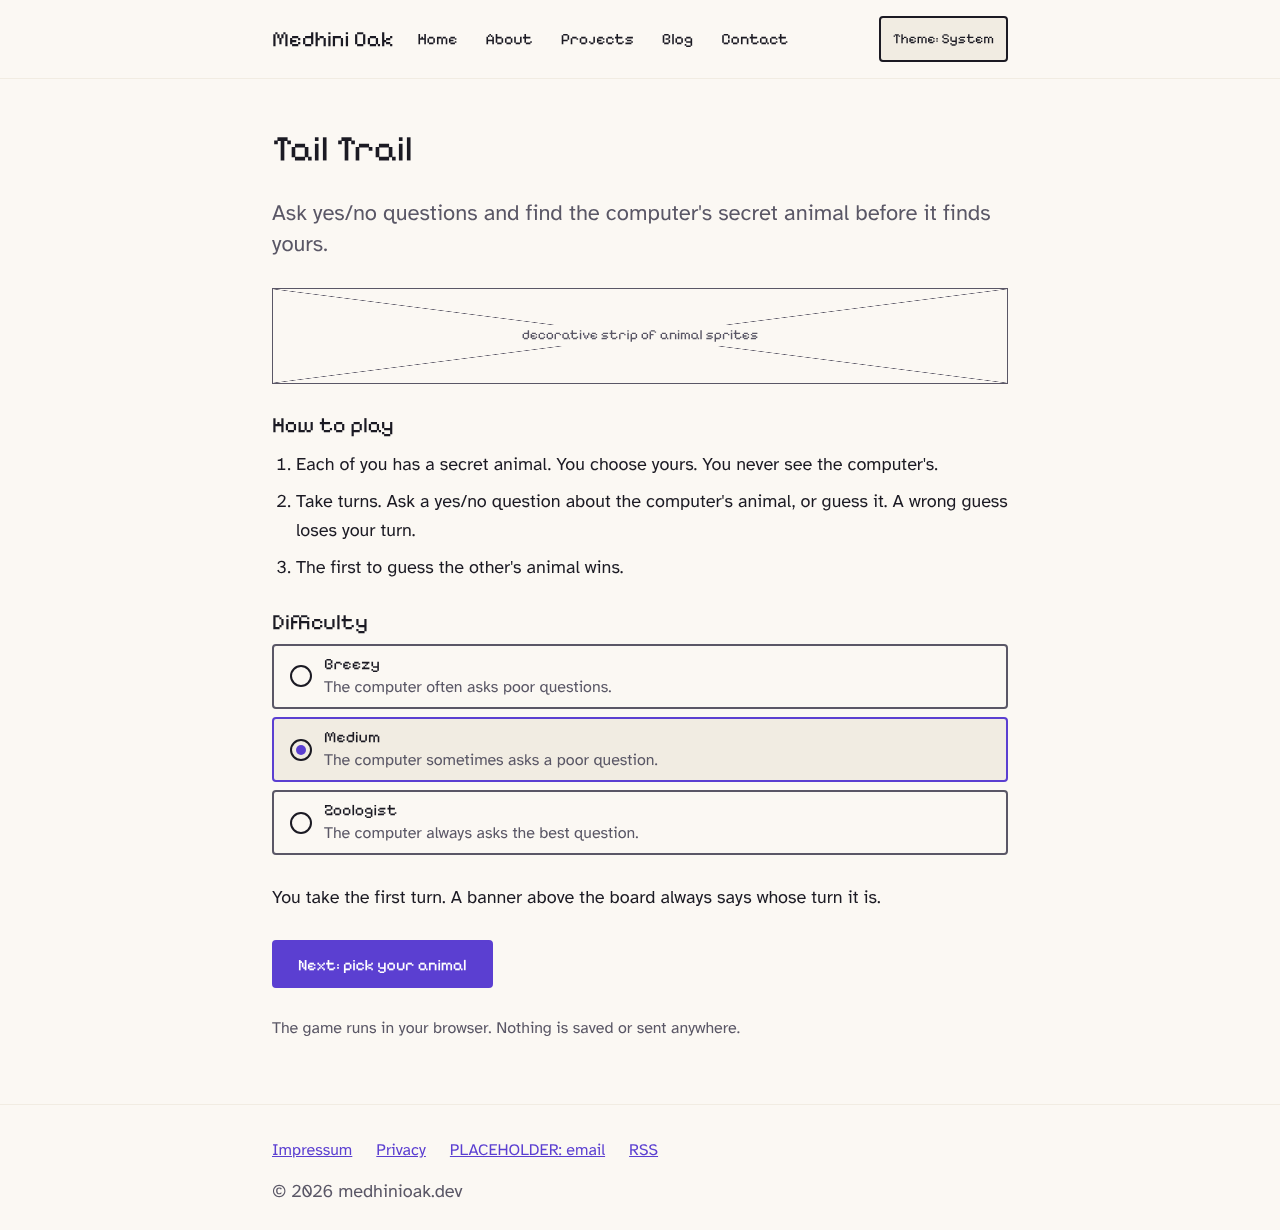 Medhini Oak Home About Projects Blog Contact Theme: System
Tail Trail
Ask yes/no questions and find the computer's secret animal before it finds
yours.
decorative strip of animal sprites
How to play
1. Each of you has a secret animal. You choose yours. You never see the computer's.
2. Take turns. Ask a yes/no question about the computer's animal, or guess it. A wrong guess
loses your turn.
3. The first to guess the other's animal wins.
Difficulty
Breezy
The computer often asks poor questions.
Medium
The computer sometimes asks a poor question.
Zoologist
The computer always asks the best question.
You take the first turn. A banner above the board always says whose turn it is.
Next: pick your animal
The game runs in your browser. Nothing is saved or sent anywhere.
Impressum Privacy PLACEHOLDER: email RSS
© 2026 medhinioak.dev